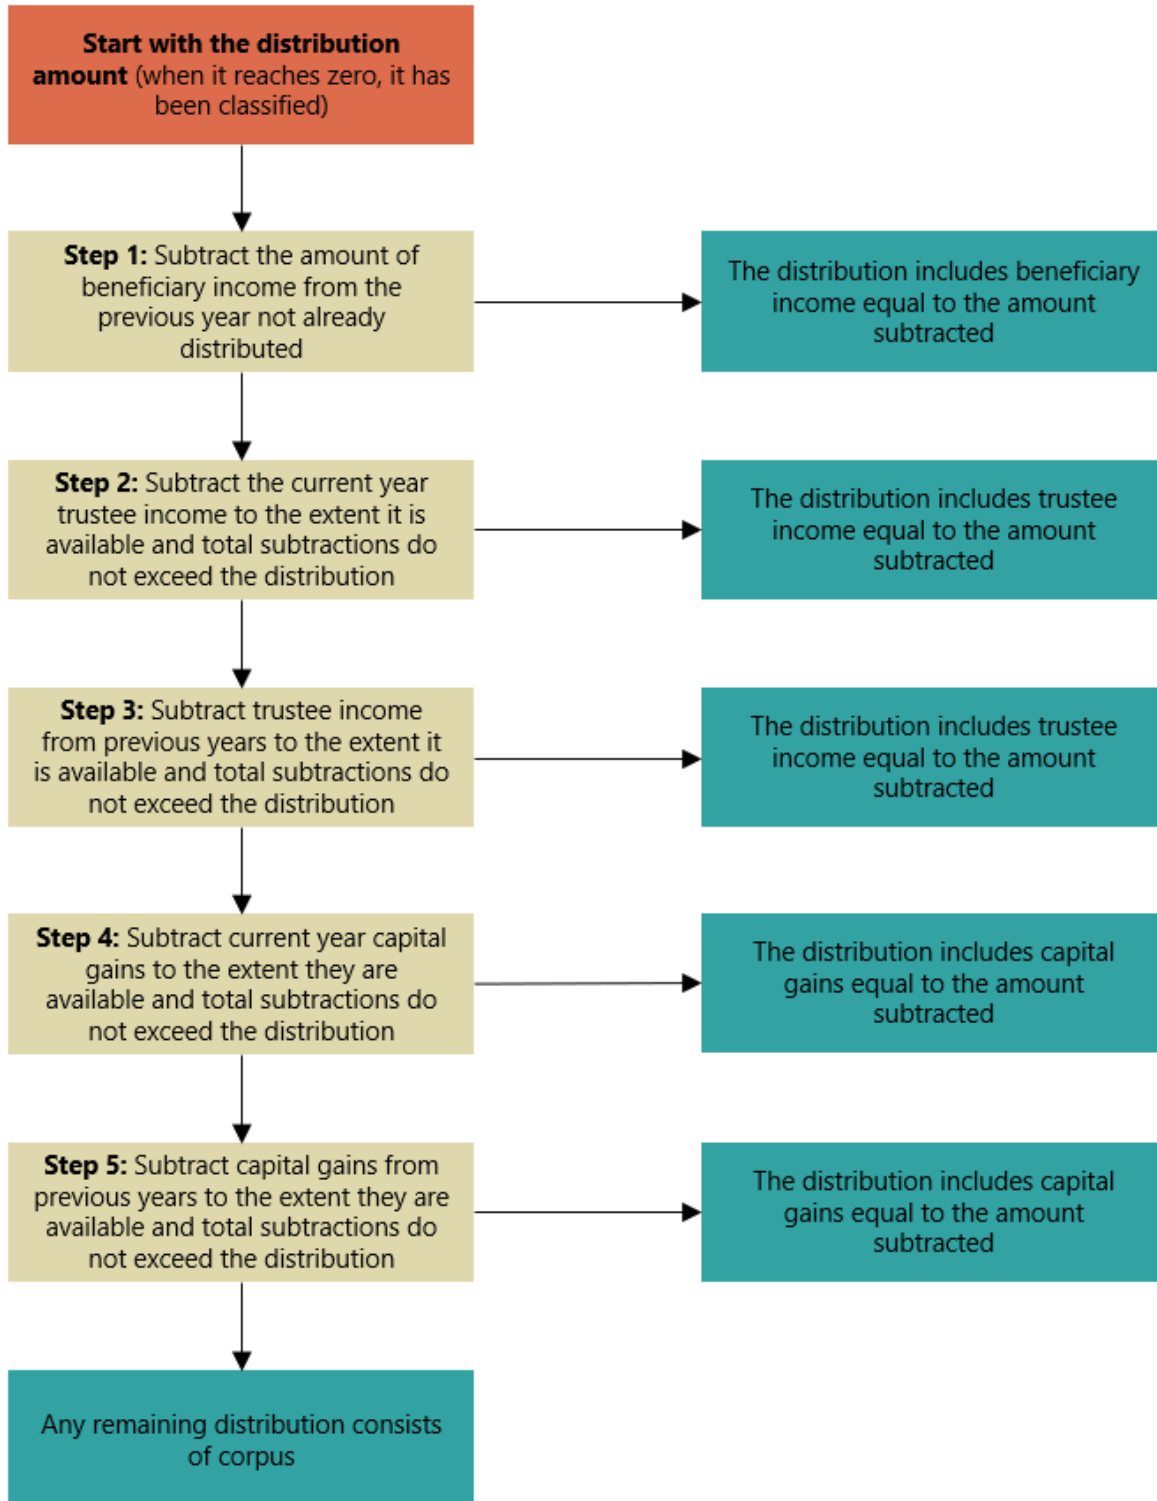 Start with the distribution
amount (when it reaches zero, it has
been classified)
Step 1: Subtract the amount of
beneficiary income from the
previous year not already
distributed
The distribution includes beneficiary
income equal to the amount
subtracted
Step 2: Subtract the current year
trustee income to the extent it is
available and total subtractions do
not exceed the distribution
The distribution includes trustee
income equal to the amount
subtracted
Step 3: Subtract trustee income
from previous years to the extent it
is available and total subtractions do
not exceed the distribution
The distribution includes trustee
income equal to the amount
subtracted
Step 4: Subtract current year capital
gains to the extent they are
available and total subtractions do
not exceed the distribution
The distribution includes capital
gains equal to the amount
subtracted
Step 5: Subtract capital gains from
previous years to the extent they are
available and total subtractions do
not exceed the distribution
The distribution includes capital
gains equal to the amount
subtracted
Any remaining distribution consists
of corpus